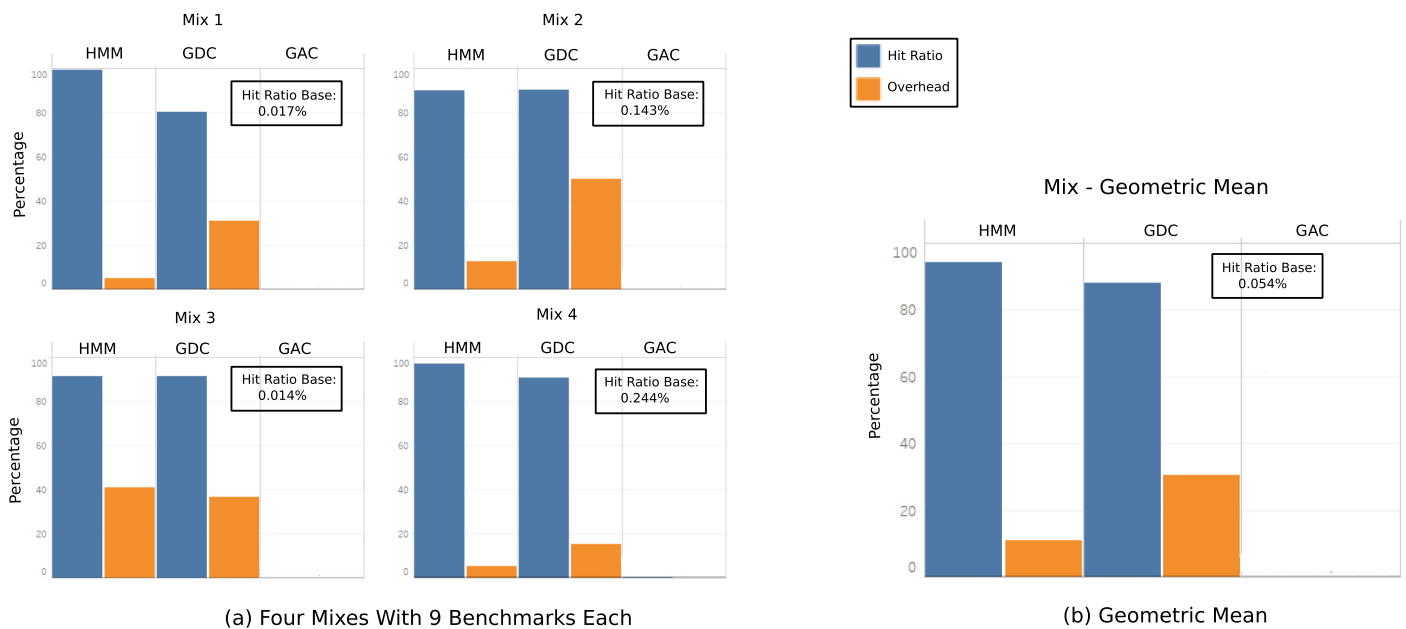 Mix 1
HMM GDC GAC
Hit Ratio Base:
0.017%
100
80
60
40
20
0
Percentage
Mix 2
HMM GDC GAC
Hit Ratio Base:
0.143%
100
80
60
40
20
0
Mix 3
HMM GDC GAC
Hit Ratio Base:
0.014%
100
80
60
40
20
0
Percentage
Mix 4
HMM GDC GAC
Hit Ratio Base:
0.244%
100
80
60
40
20
0
(a) Four Mixes With 9 Benchmarks Each
Hit Ratio
Overhead
Mix - Geometric Mean
HMM GDC GAC
Hit Ratio Base:
0.054%
100
80
60
40
20
0
Percentage
(b) Geometric Mean